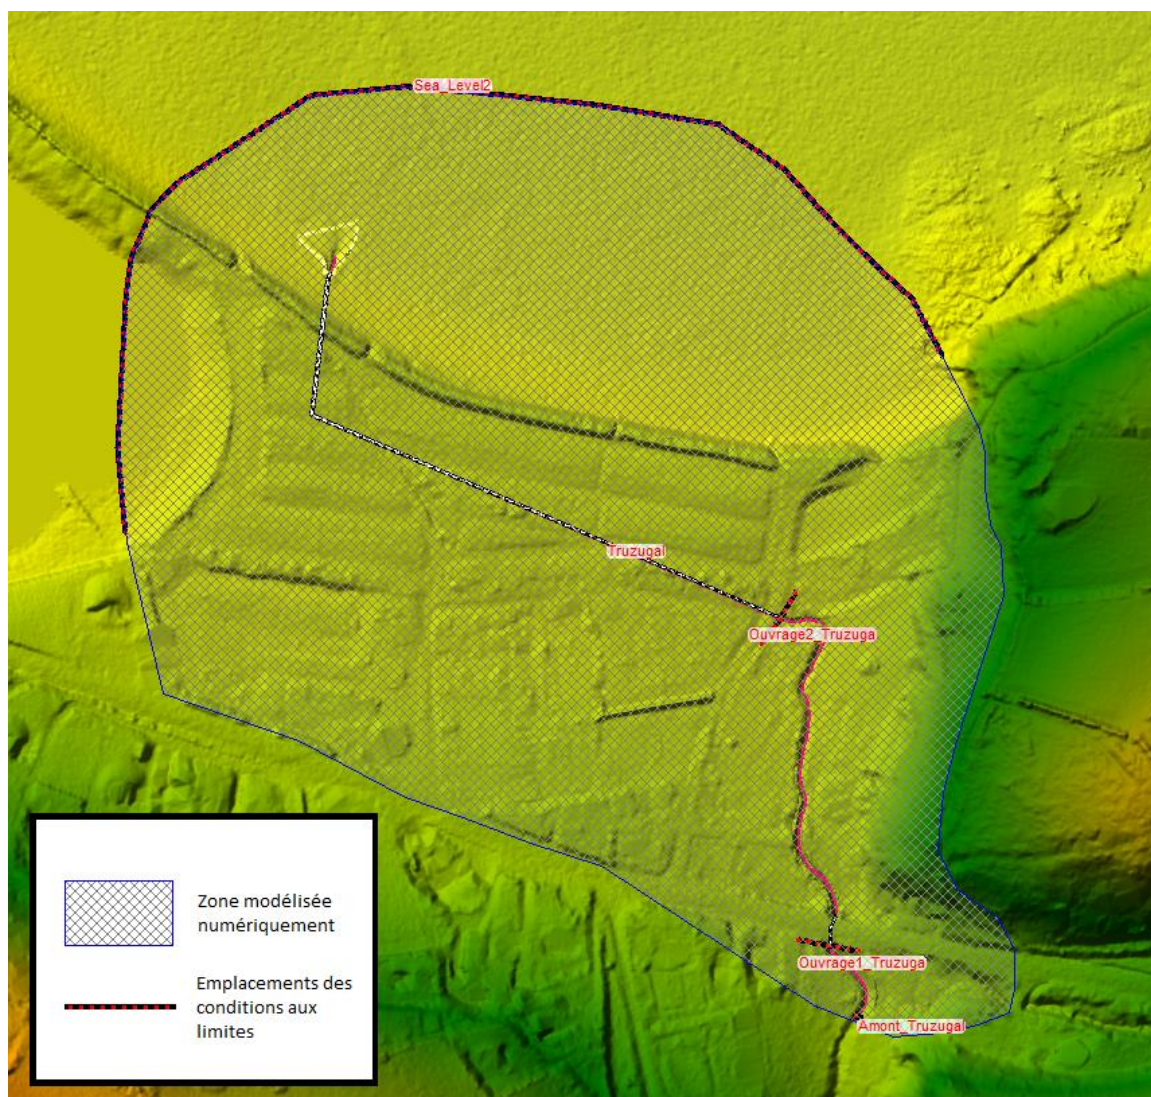 Sea_Level2
Truzugal
Ouvrage2_Truzuga
Ouvrage1_Truzuga
Amont_Truzugal
Zone modélisée
numériquement
Emplacements des
conditions aux
limites